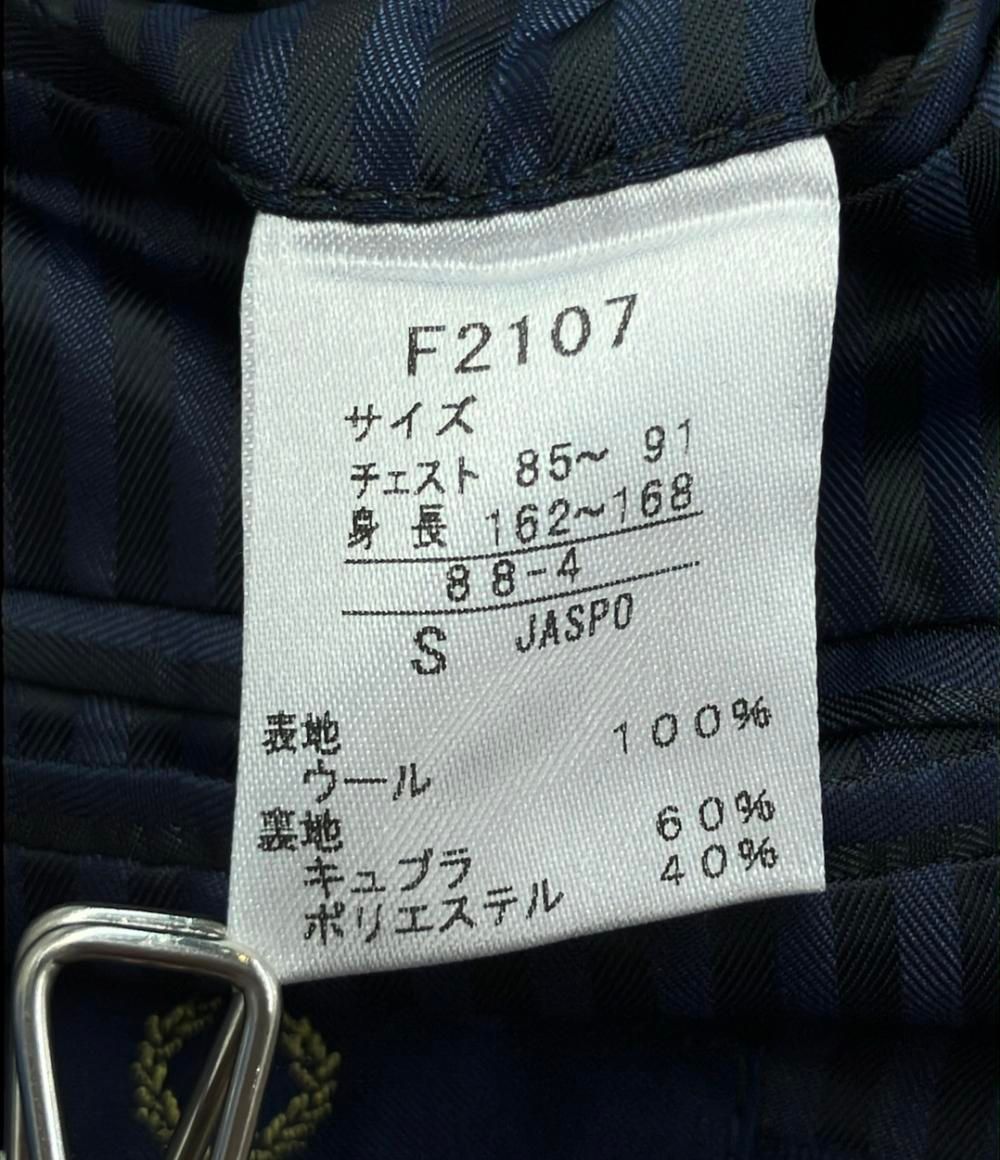 F2107
サイズ
チェスト 85~ 91
身 長 162~168
88-4
S JASPO
表地 100%
ウール
裏地
キュプラ 60%
ポリエステル 40%